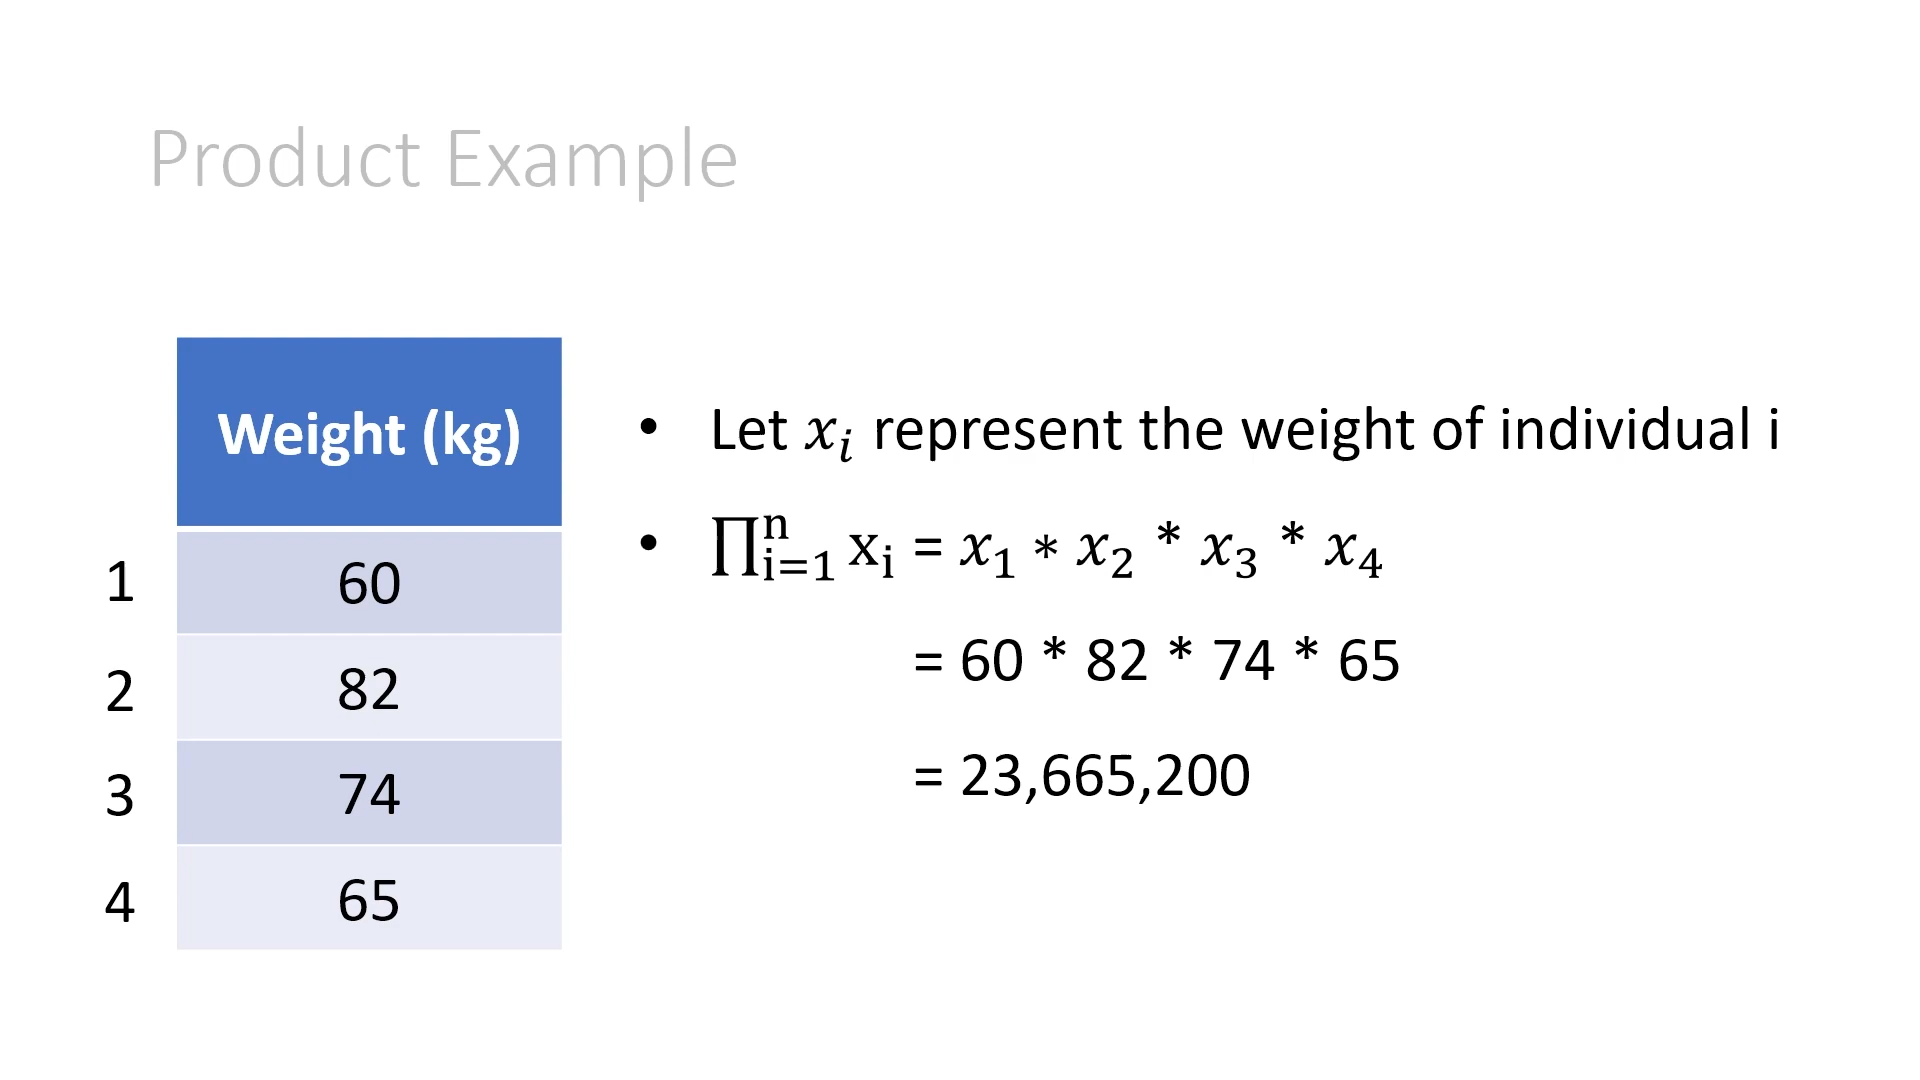 Product Example
Weight (kg)
1 60
2 82
3 74
4 65
• Let 𝑥ᵢ represent the weight of individual i
• ∏ⁿᵢ₌₁ xᵢ = 𝑥₁ ∗ 𝑥₂ * 𝑥₃ * 𝑥₄
= 60 * 82 * 74 * 65
= 23,665,200